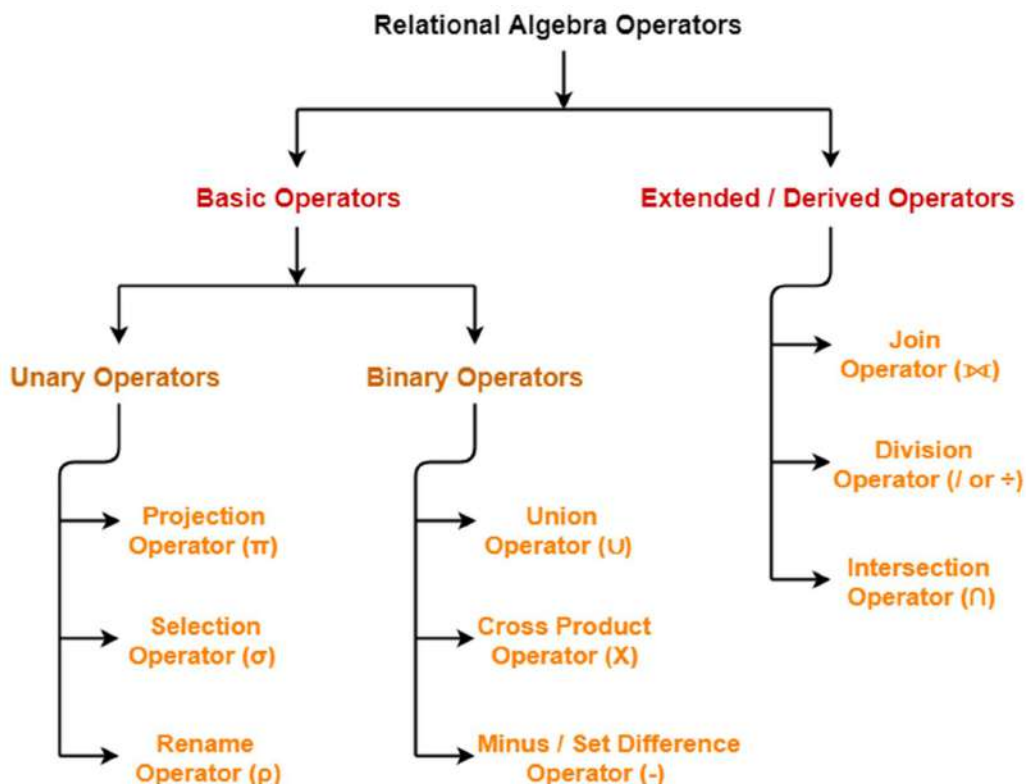 Relational Algebra Operators
Basic Operators
Extended / Derived Operators
Unary Operators
Binary Operators
Projection
Operator (π)
Selection
Operator (σ)
Rename
Operator (ρ)
Union
Operator (∪)
Cross Product
Operator (X)
Minus / Set Difference
Operator (-)
Join
Operator (⋈)
Division
Operator (/ or ÷)
Intersection
Operator (∩)